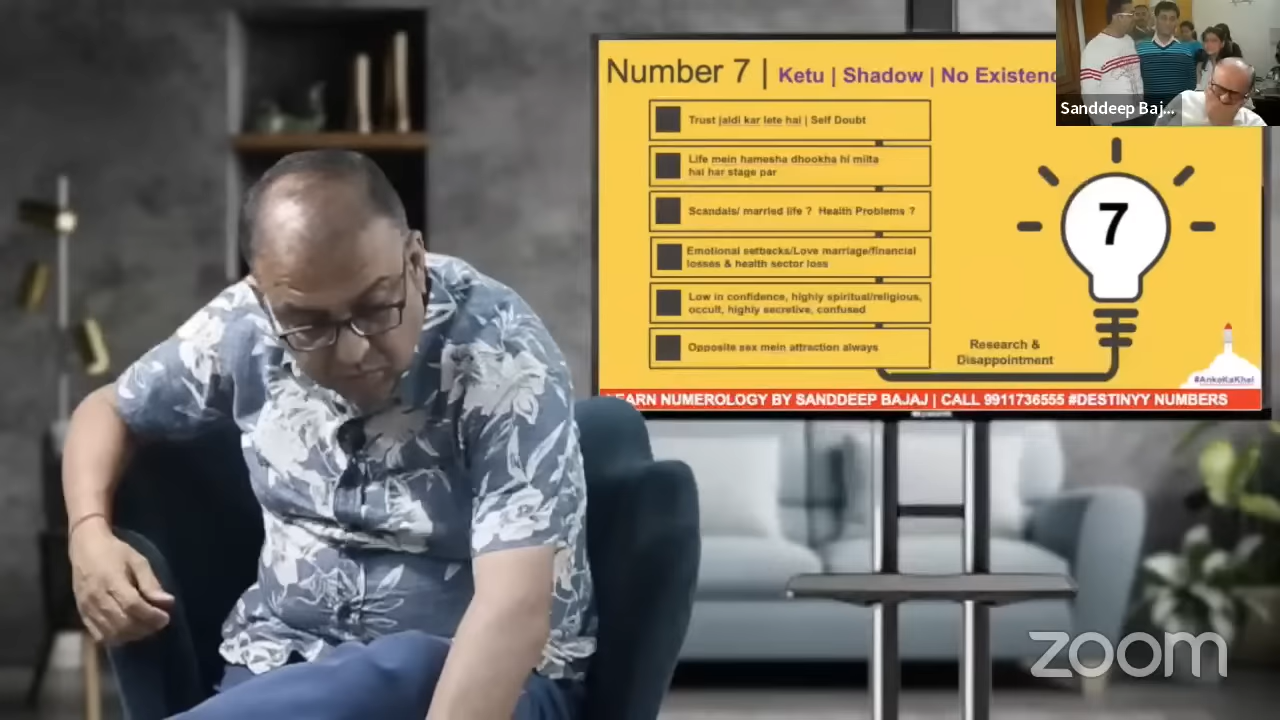 Number 7 | Ketu | Shadow | No Existenc
Sanddeep Baj...
Trust jaldi kar lete hai | Self Doubt
Life mein hamesha dhookha hi milta
hai har stage par
Scandals/ married life ? Health Problems ?
Emotional setbacks/Love marriage/financial
losses & health sector loss
Low in confidence, highly spiritual/religious,
occult, highly secretive, confused
Opposite sex mein attraction always
7
Research &
Disappointment
#AnkoKaKhel
LEARN NUMEROLOGY BY SANDDEEP BAJAJ | CALL 9911736555 #DESTINYY NUMBERS
zoom